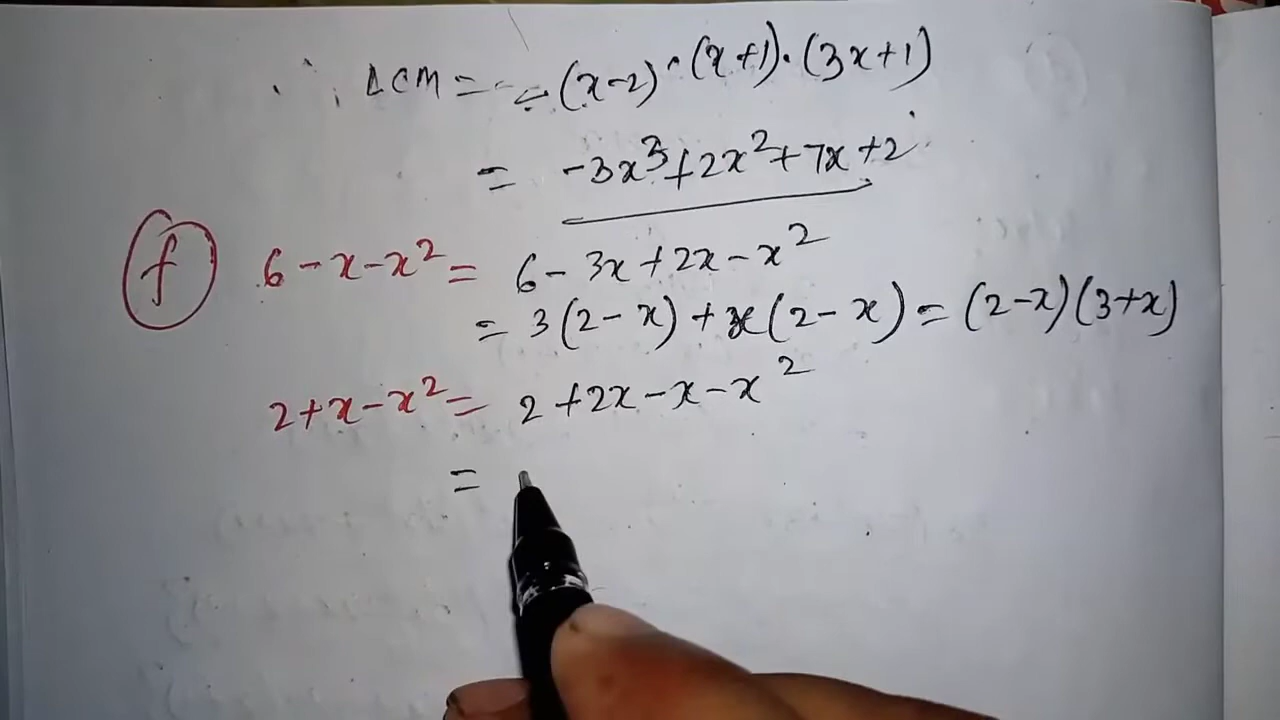 ∴ LCM = -(x-2)·(x+1)·(3x+1)
= -3x³+2x²+7x+2
f 6-x-x² = 6-3x+2x-x²
= 3(2-x)+x(2-x) = (2-x)(3+x)
2+x-x² = 2+2x-x-x²
=